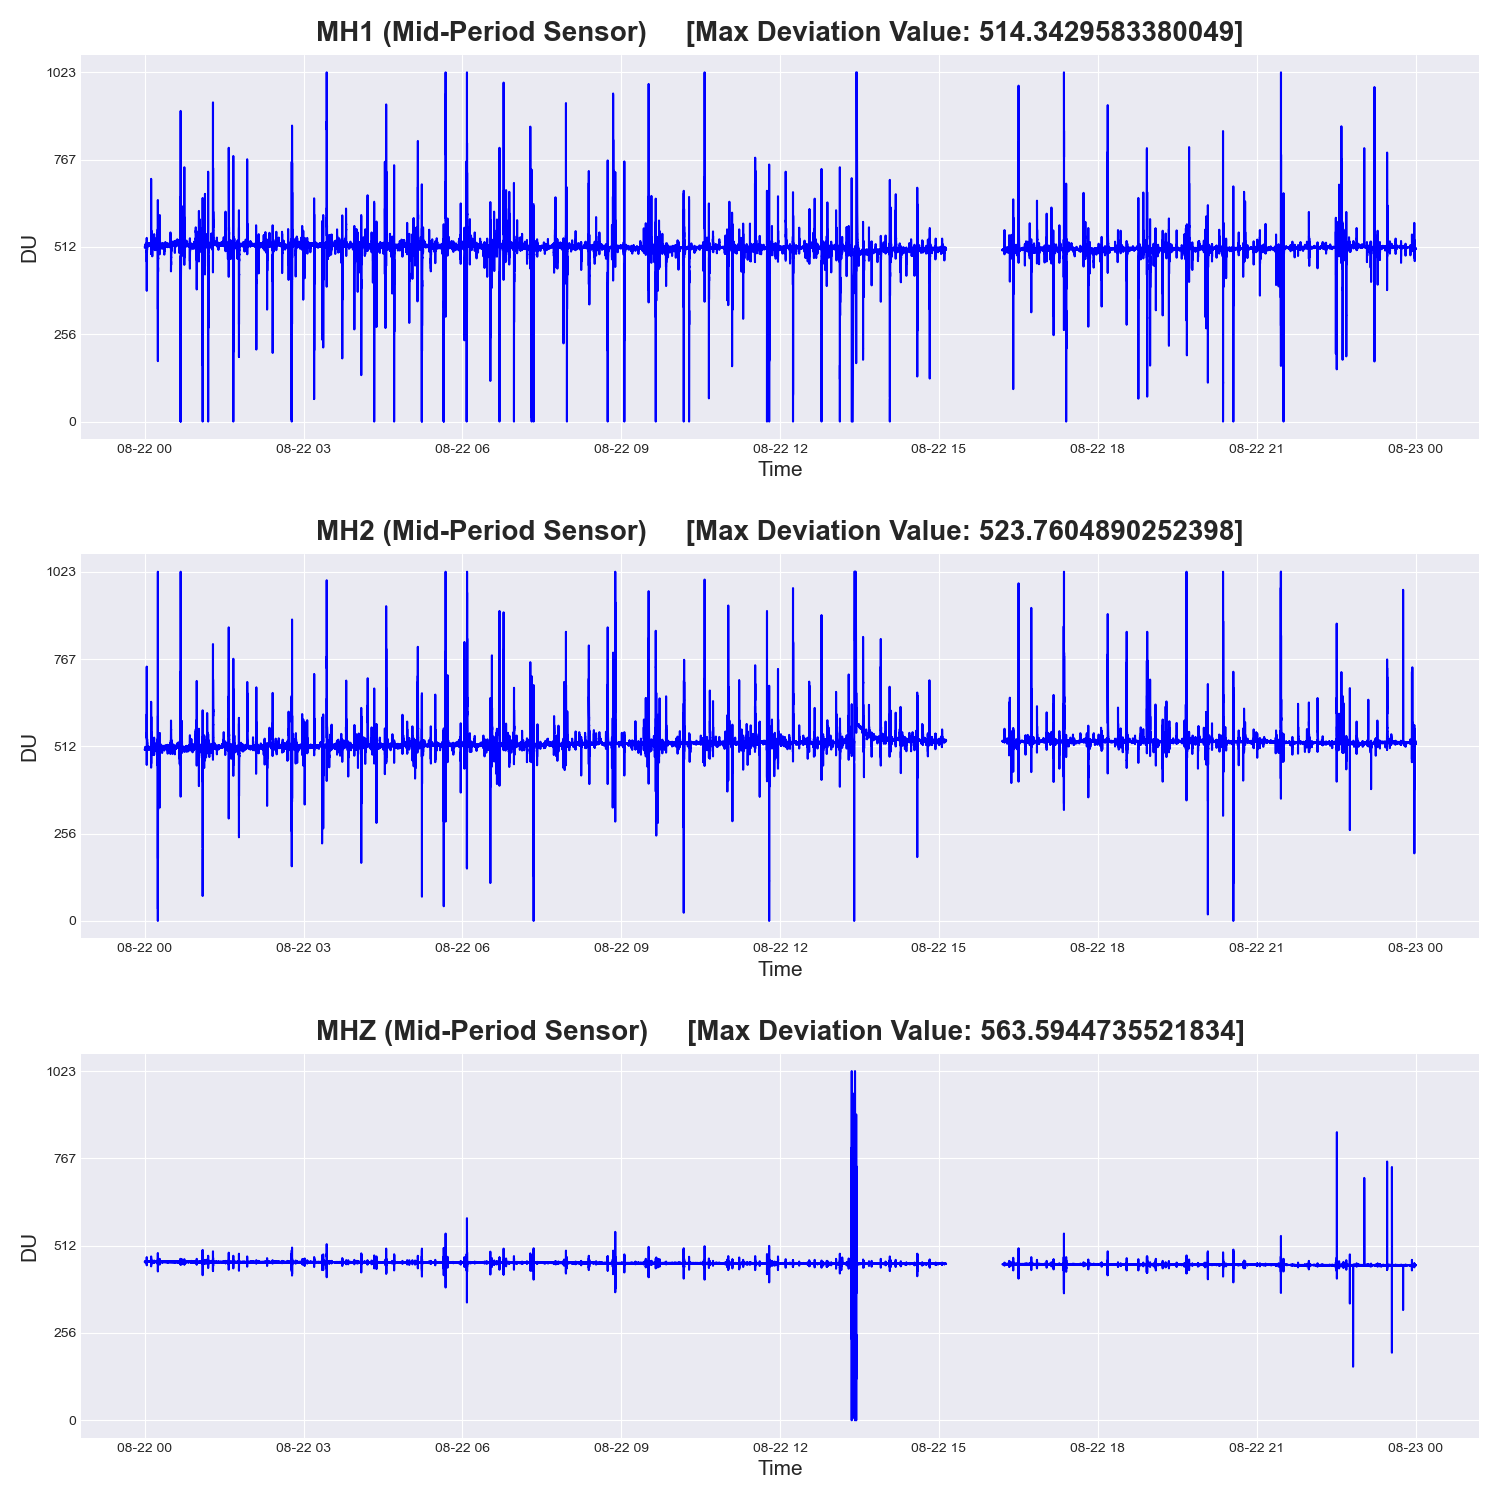 MH1 (Mid-Period Sensor)     [Max Deviation Value: 514.3429583380049]
1023
767
512
256
0
DU
08-22 00 08-22 03 08-22 06 08-22 09 08-22 12 08-22 15 08-22 18 08-22 21 08-23 00
Time
MH2 (Mid-Period Sensor)     [Max Deviation Value: 523.7604890252398]
1023
767
512
256
0
DU
08-22 00 08-22 03 08-22 06 08-22 09 08-22 12 08-22 15 08-22 18 08-22 21 08-23 00
Time
MHZ (Mid-Period Sensor)     [Max Deviation Value: 563.5944735521834]
1023
767
512
256
0
DU
08-22 00 08-22 03 08-22 06 08-22 09 08-22 12 08-22 15 08-22 18 08-22 21 08-23 00
Time